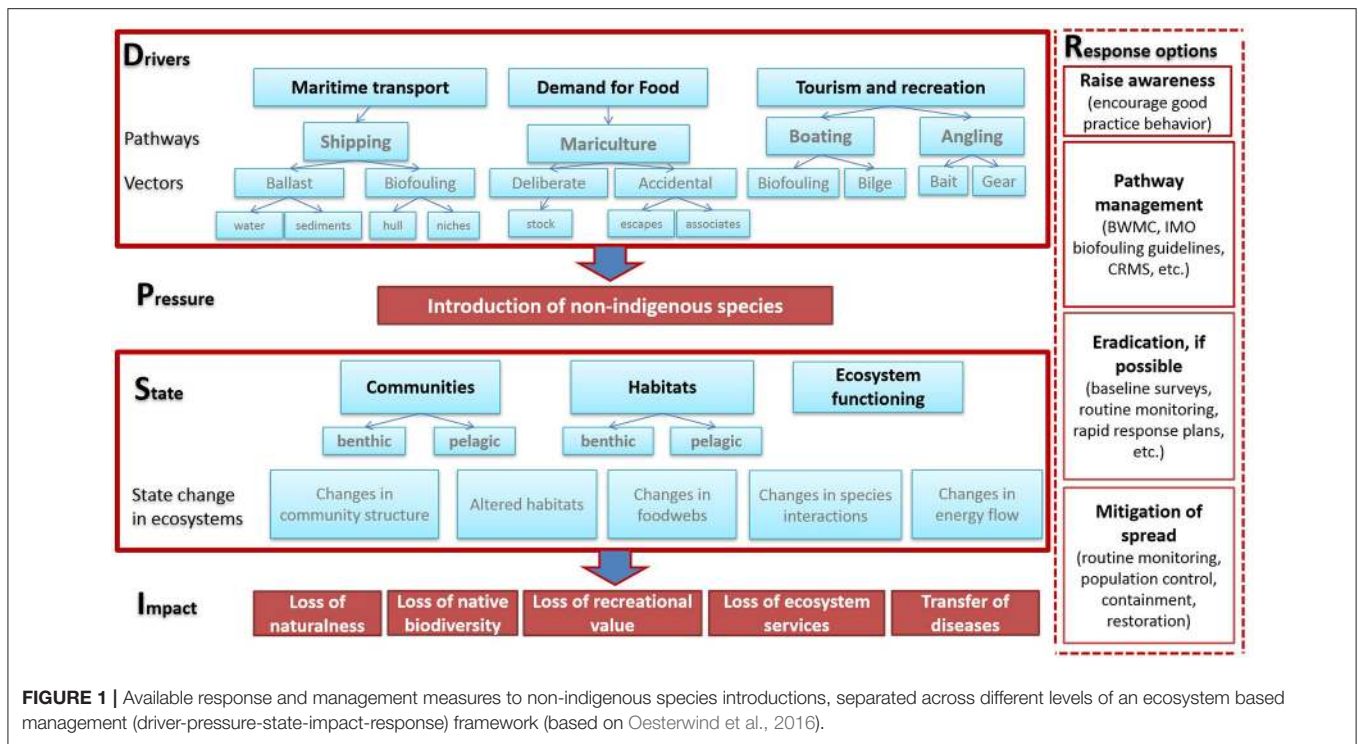 Drivers
Maritime transport
Demand for Food
Tourism and recreation
Pathways
Shipping
Mariculture
Boating
Angling
Vectors
Ballast
Biofouling
Deliberate
Accidental
Biofouling
Bilge
Bait
Gear
water
sediments
hull
niches
stock
escapes
associates
Pressure
Introduction of non-indigenous species
State
Communities
Habitats
Ecosystem
functioning
benthic
pelagic
benthic
pelagic
State change
in ecosystems
Changes in
community structure
Altered habitats
Changes in
foodwebs
Changes in species
interactions
Changes in
energy flow
Impact
Loss of
naturalness
Loss of native
biodiversity
Loss of recreational
value
Loss of ecosystem
services
Transfer of
diseases
Response options
Raise awareness
(encourage good
practice behavior)
Pathway
management
(BWMC, IMO
biofouling guidelines,
CRMS, etc.)
Eradication, if
possible
(baseline surveys,
routine monitoring,
rapid response plans,
etc.)
Mitigation of
spread
(routine monitoring,
population control,
containment,
restoration)
FIGURE 1 | Available response and management measures to non-indigenous species introductions, separated across different levels of an ecosystem based
management (driver-pressure-state-impact-response) framework (based on Oesterwind et al., 2016).